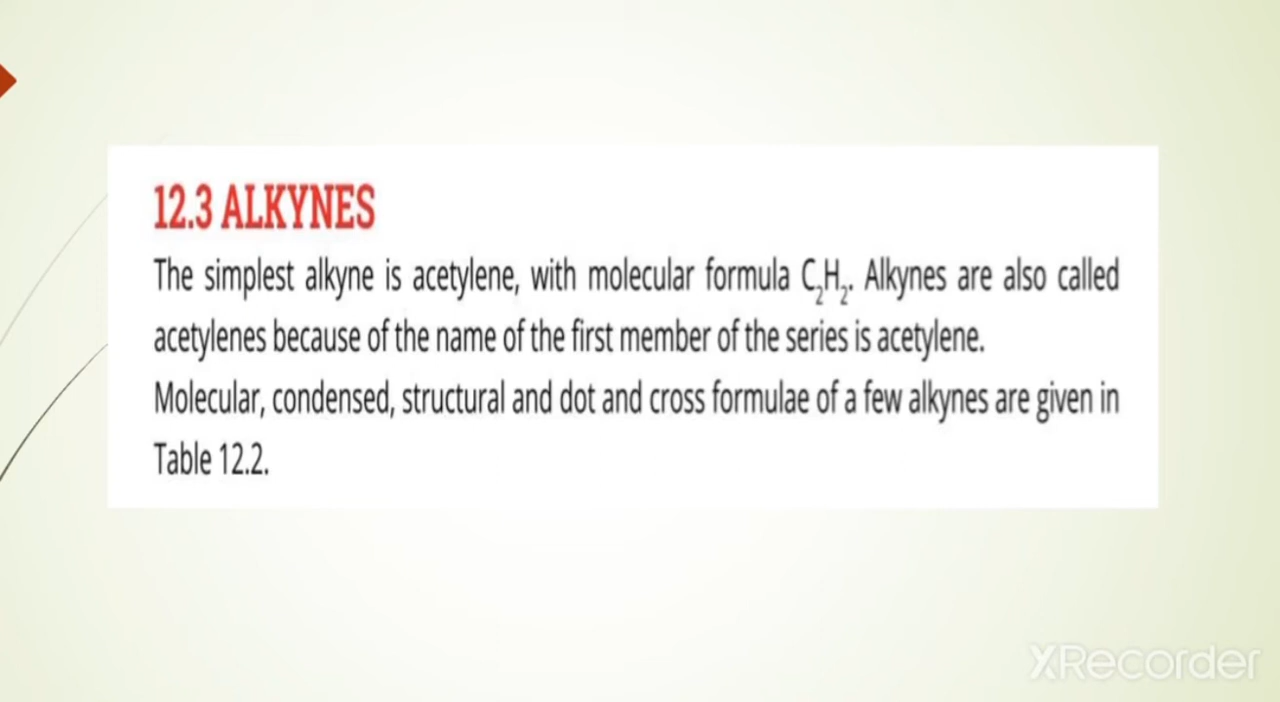 12.3 ALKYNES
The simplest alkyne is acetylene, with molecular formula C₂H₂. Alkynes are also called
acetylenes because of the name of the first member of the series is acetylene.
Molecular, condensed, structural and dot and cross formulae of a few alkynes are given in
Table 12.2.
XRecorder